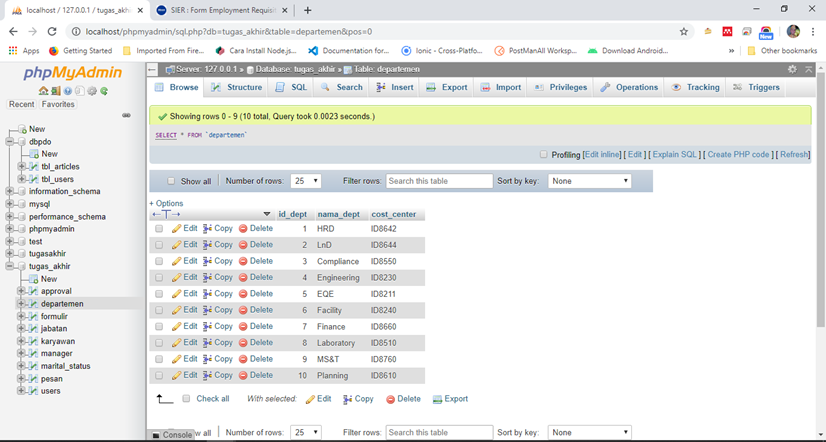 localhost / 127.0.0.1 / tugas_akhi
SIER : Form Employment Requisit
localhost/phpmyadmin/sql.php?db=tugas_akhir&table=departemen&pos=0
New
Apps
Getting Started
Imported From Fire...
Cara Install Node.js...
Documentation for...
Ionic - Cross-Platfo...
PostManAll Worksp...
Download Android...
»
Other bookmarks
phpMyAdmin
Recent
Favorites
New
dbpdo
New
tbl_articles
tbl_users
information_schema
mysql
performance_schema
phpmyadmin
test
tugasakhir
tugas_akhir
New
approval
departemen
formulir
jabatan
karyawan
manager
marital_status
pesan
users
Server: 127.0.0.1 » Database: tugas_akhir » Table: departemen
Browse
Structure
SQL
Search
Insert
Export
Import
Privileges
Operations
Tracking
Triggers
Showing rows 0 - 9 (10 total, Query took 0.0023 seconds.)
SELECT * FROM `departemen`
Profiling [Edit inline] [ Edit ] [ Explain SQL ] [ Create PHP code ] [ Refresh]
Show all
Number of rows: 25
Filter rows: Search this table
Sort by key: None
+ Options
id_dept nama_dept cost_center
Edit Copy Delete 1 HRD ID8642
Edit Copy Delete 2 LnD ID8644
Edit Copy Delete 3 Compliance ID8550
Edit Copy Delete 4 Engineering ID8230
Edit Copy Delete 5 EQE ID8211
Edit Copy Delete 6 Facility ID8240
Edit Copy Delete 7 Finance ID8660
Edit Copy Delete 8 Laboratory ID8510
Edit Copy Delete 9 MS&T ID8760
Edit Copy Delete 10 Planning ID8610
Check all
With selected:
Edit
Copy
Delete
Export
all
Number of rows: 25
Filter rows: Search this table
Sort by key: None
Console